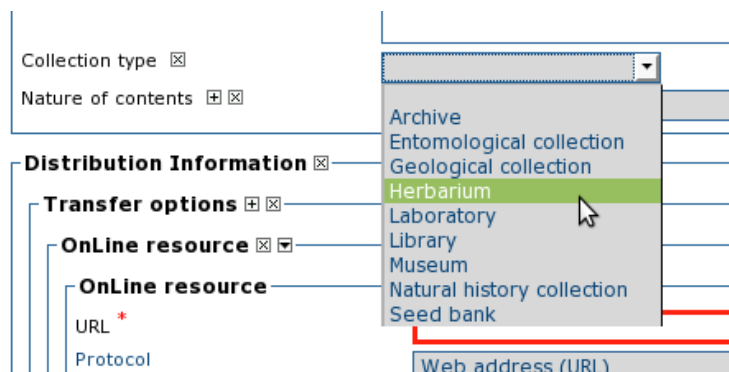 Collection type
Nature of contents
Archive
Entomological collection
Geological collection
Herbarium
Laboratory
Library
Museum
Natural history collection
Seed bank
Distribution Information
Transfer options
OnLine resource
OnLine resource
URL *
Protocol
Web address (URL)